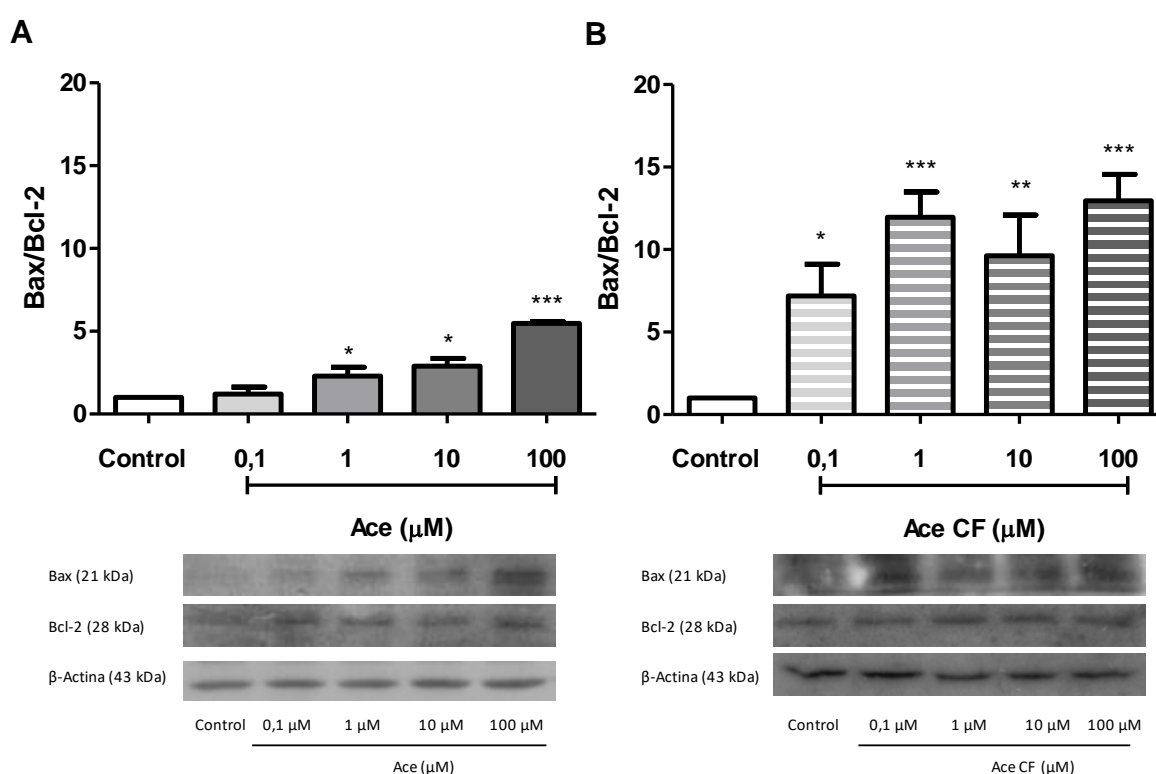 A
Bax/Bcl-2
20
15
10
5
0
*
*
***
Control 0,1 1 10 100
Ace (μM)
Bax (21 kDa)
Bcl-2 (28 kDa)
β-Actina (43 kDa)
Control 0,1 μM 1 μM 10 μM 100 μM
Ace (μM)
B
Bax/Bcl-2
20
15
10
5
0
*
***
**
***
Control 0,1 1 10 100
Ace CF (μM)
Bax (21 kDa)
Bcl-2 (28 kDa)
β-Actina (43 kDa)
Control 0,1 μM 1 μM 10 μM 100 μM
Ace CF (μM)